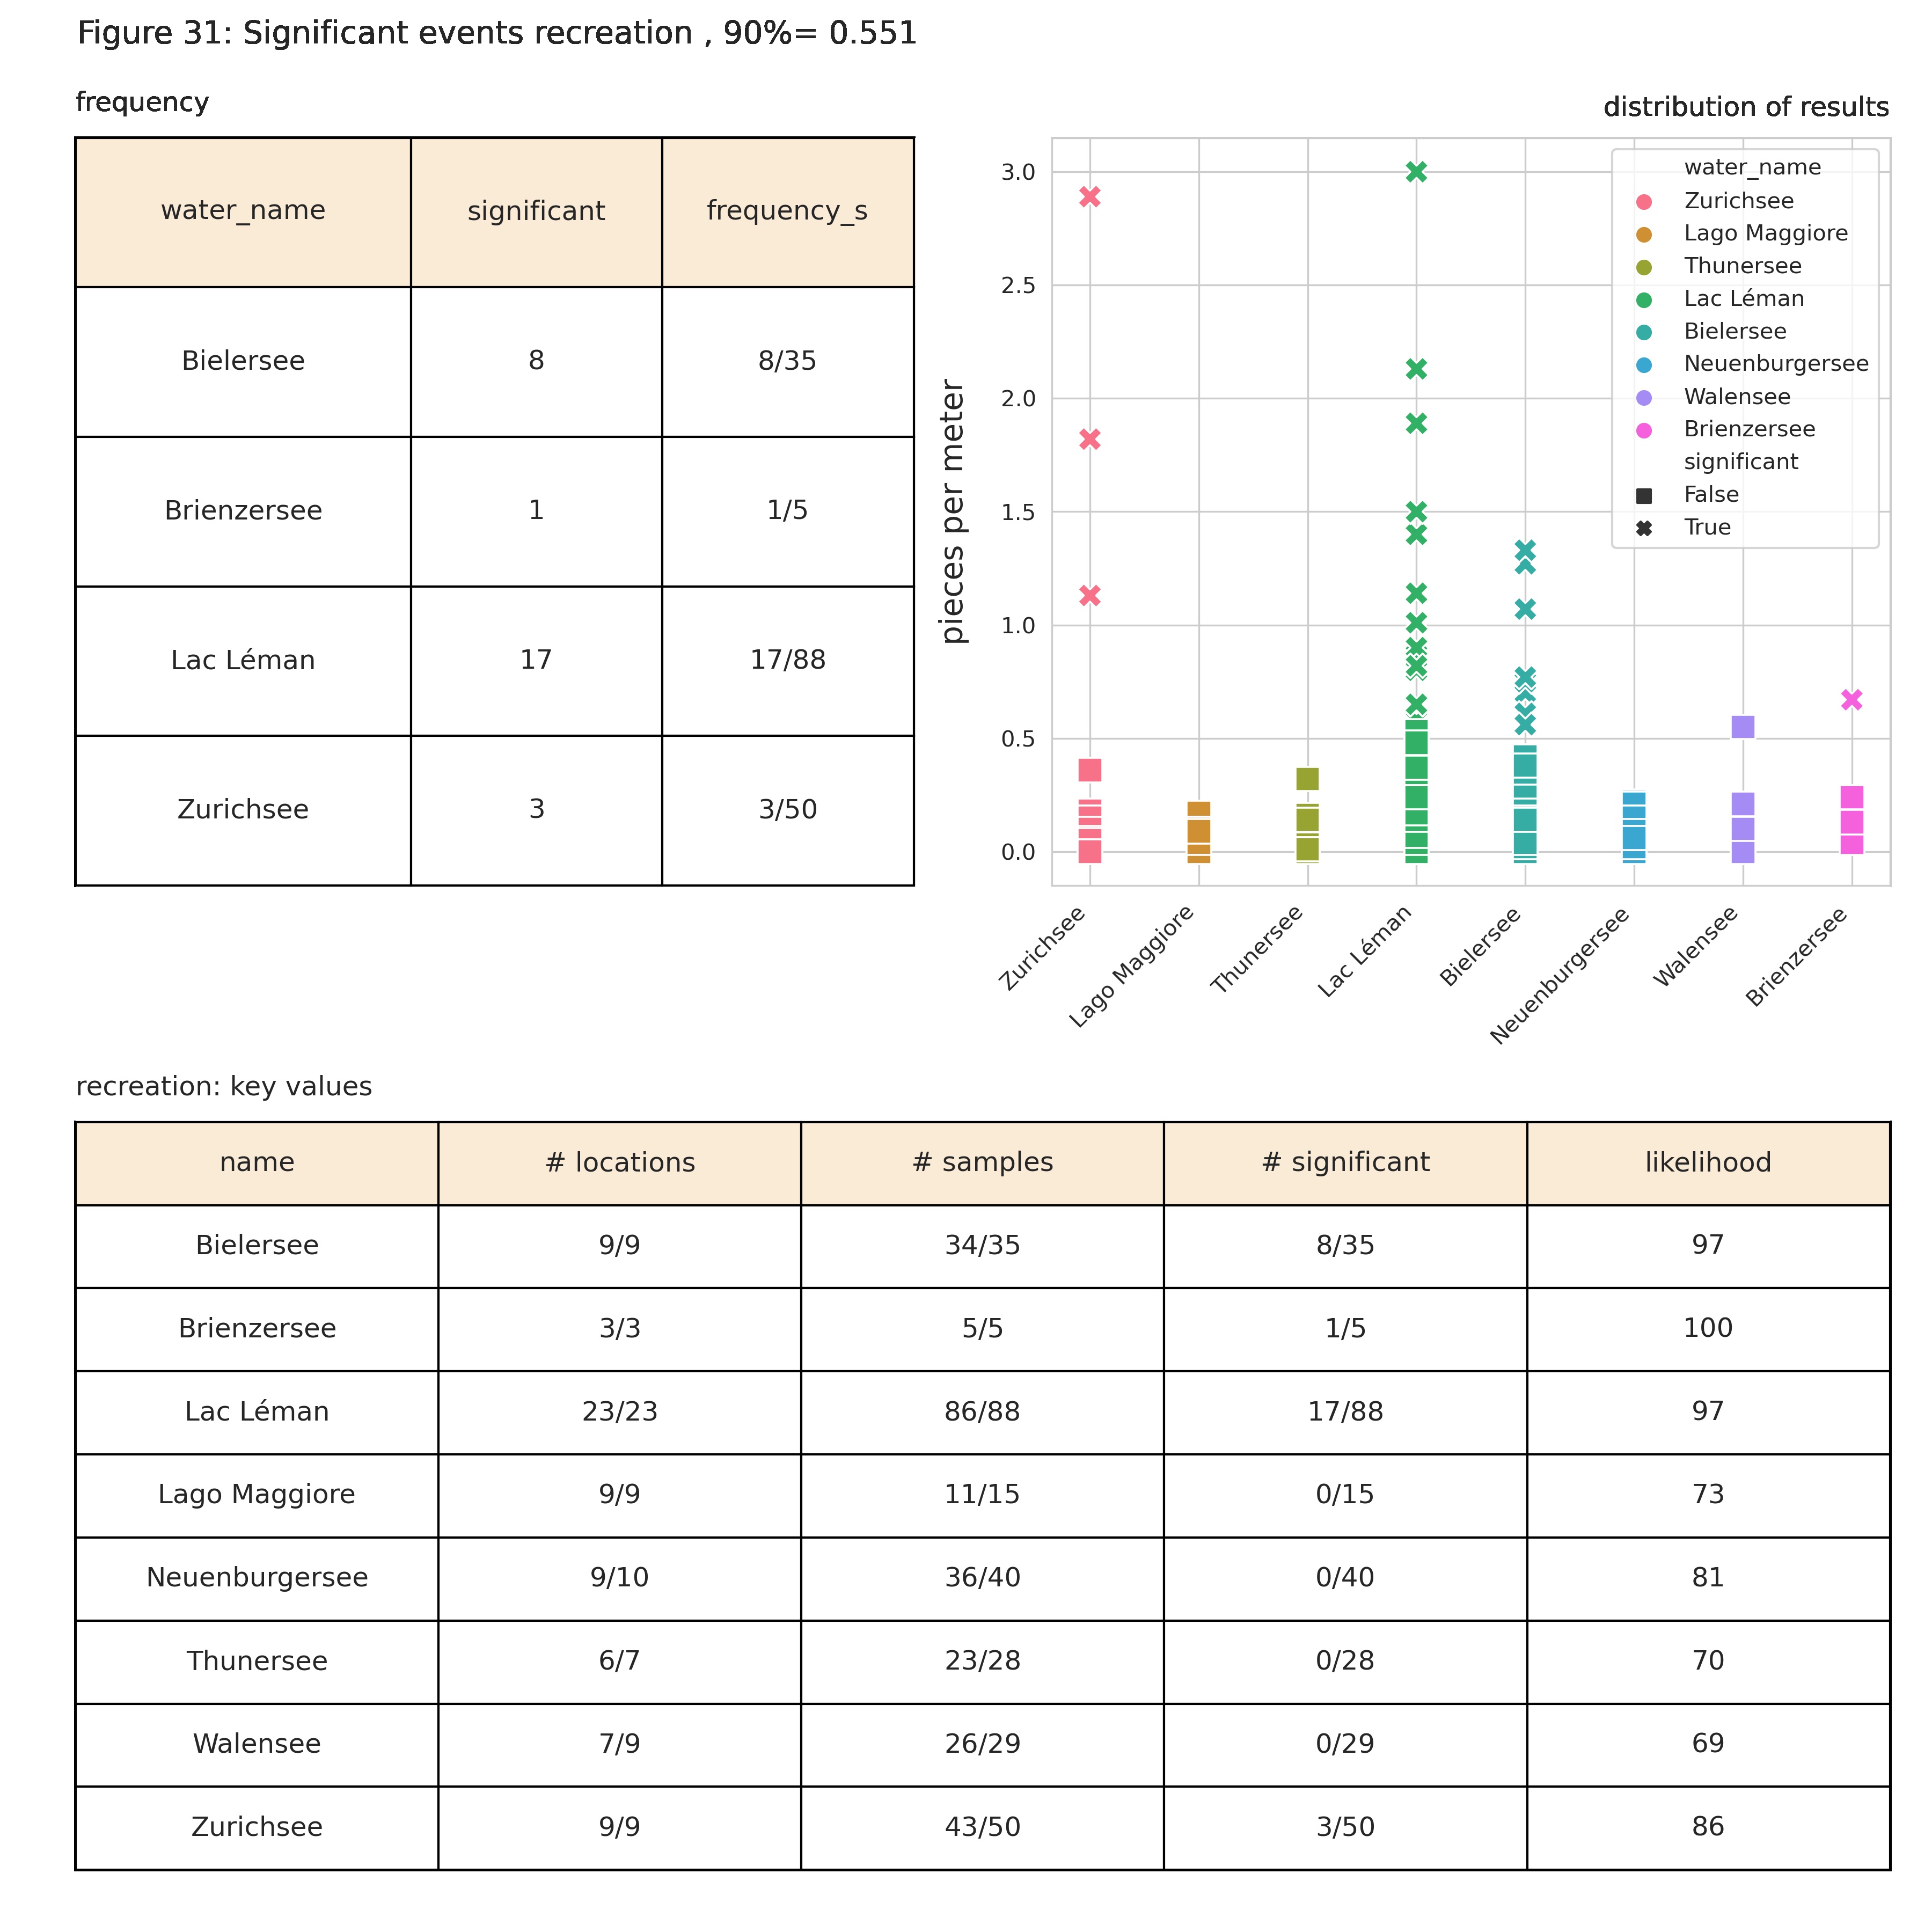 Figure 31: Significant events recreation , 90%= 0.551
frequency
water_name significant frequency_s
Bielersee 8 8/35
Brienzersee 1 1/5
Lac Léman 17 17/88
Zurichsee 3 3/50
distribution of results
pieces per meter
3.0
2.5
2.0
1.5
1.0
0.5
0.0
water_name
Zurichsee
Lago Maggiore
Thunersee
Lac Léman
Bielersee
Neuenburgersee
Walensee
Brienzersee
significant
False
True
Zurichsee
Lago Maggiore
Thunersee
Lac Léman
Bielersee
Neuenburgersee
Walensee
Brienzersee
recreation: key values
name # locations # samples # significant likelihood
Bielersee 9/9 34/35 8/35 97
Brienzersee 3/3 5/5 1/5 100
Lac Léman 23/23 86/88 17/88 97
Lago Maggiore 9/9 11/15 0/15 73
Neuenburgersee 9/10 36/40 0/40 81
Thunersee 6/7 23/28 0/28 70
Walensee 7/9 26/29 0/29 69
Zurichsee 9/9 43/50 3/50 86